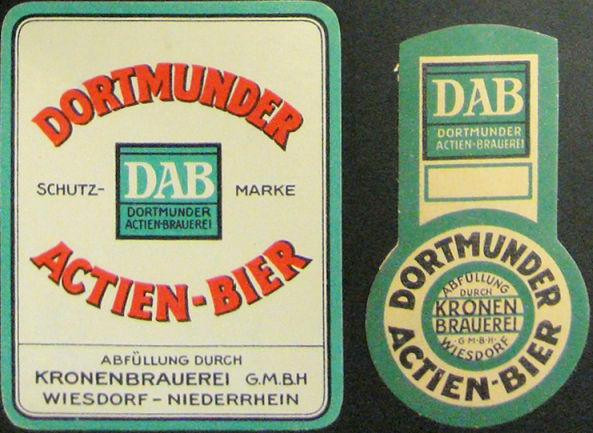 DORTMUNDER
SCHUTZ-
DAB
DORTMUNDER
ACTIEN-BRAUEREI
MARKE
ACTIEN-BIER
ABFÜLLUNG DURCH
KRONENBRAUEREI G.M.B.H
WIESDORF – NIEDERRHEIN
DAB
DORTMUNDER
ACTIEN-BRAUEREI
DORTMUNDER
ABFÜLLUNG
DURCH
KRONEN
BRAUEREI
·G·M·B·H·
WIESDORF
ACTIEN-BIER